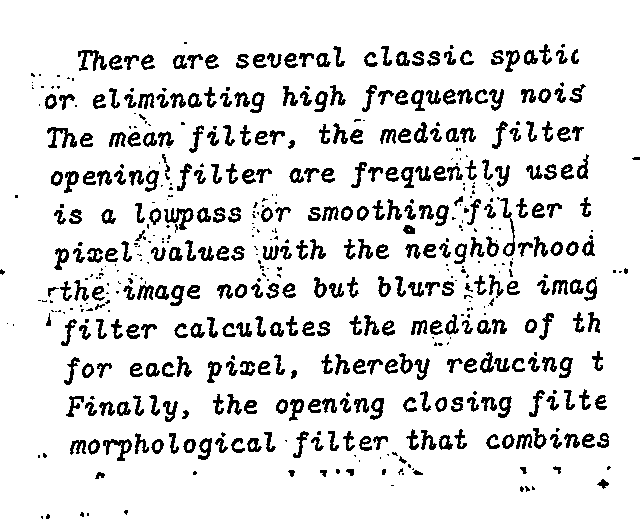 There are several classic spatic
or eliminating high frequency nois
The mean filter, the median filter
opening filter are frequently used
is a lowpass or smoothing filter t
pixel values with the neighborhood
the image noise but blurs the imag
filter calculates the median of th
for each pixel, thereby reducing t
Finally, the opening closing filte
morphological filter that combines